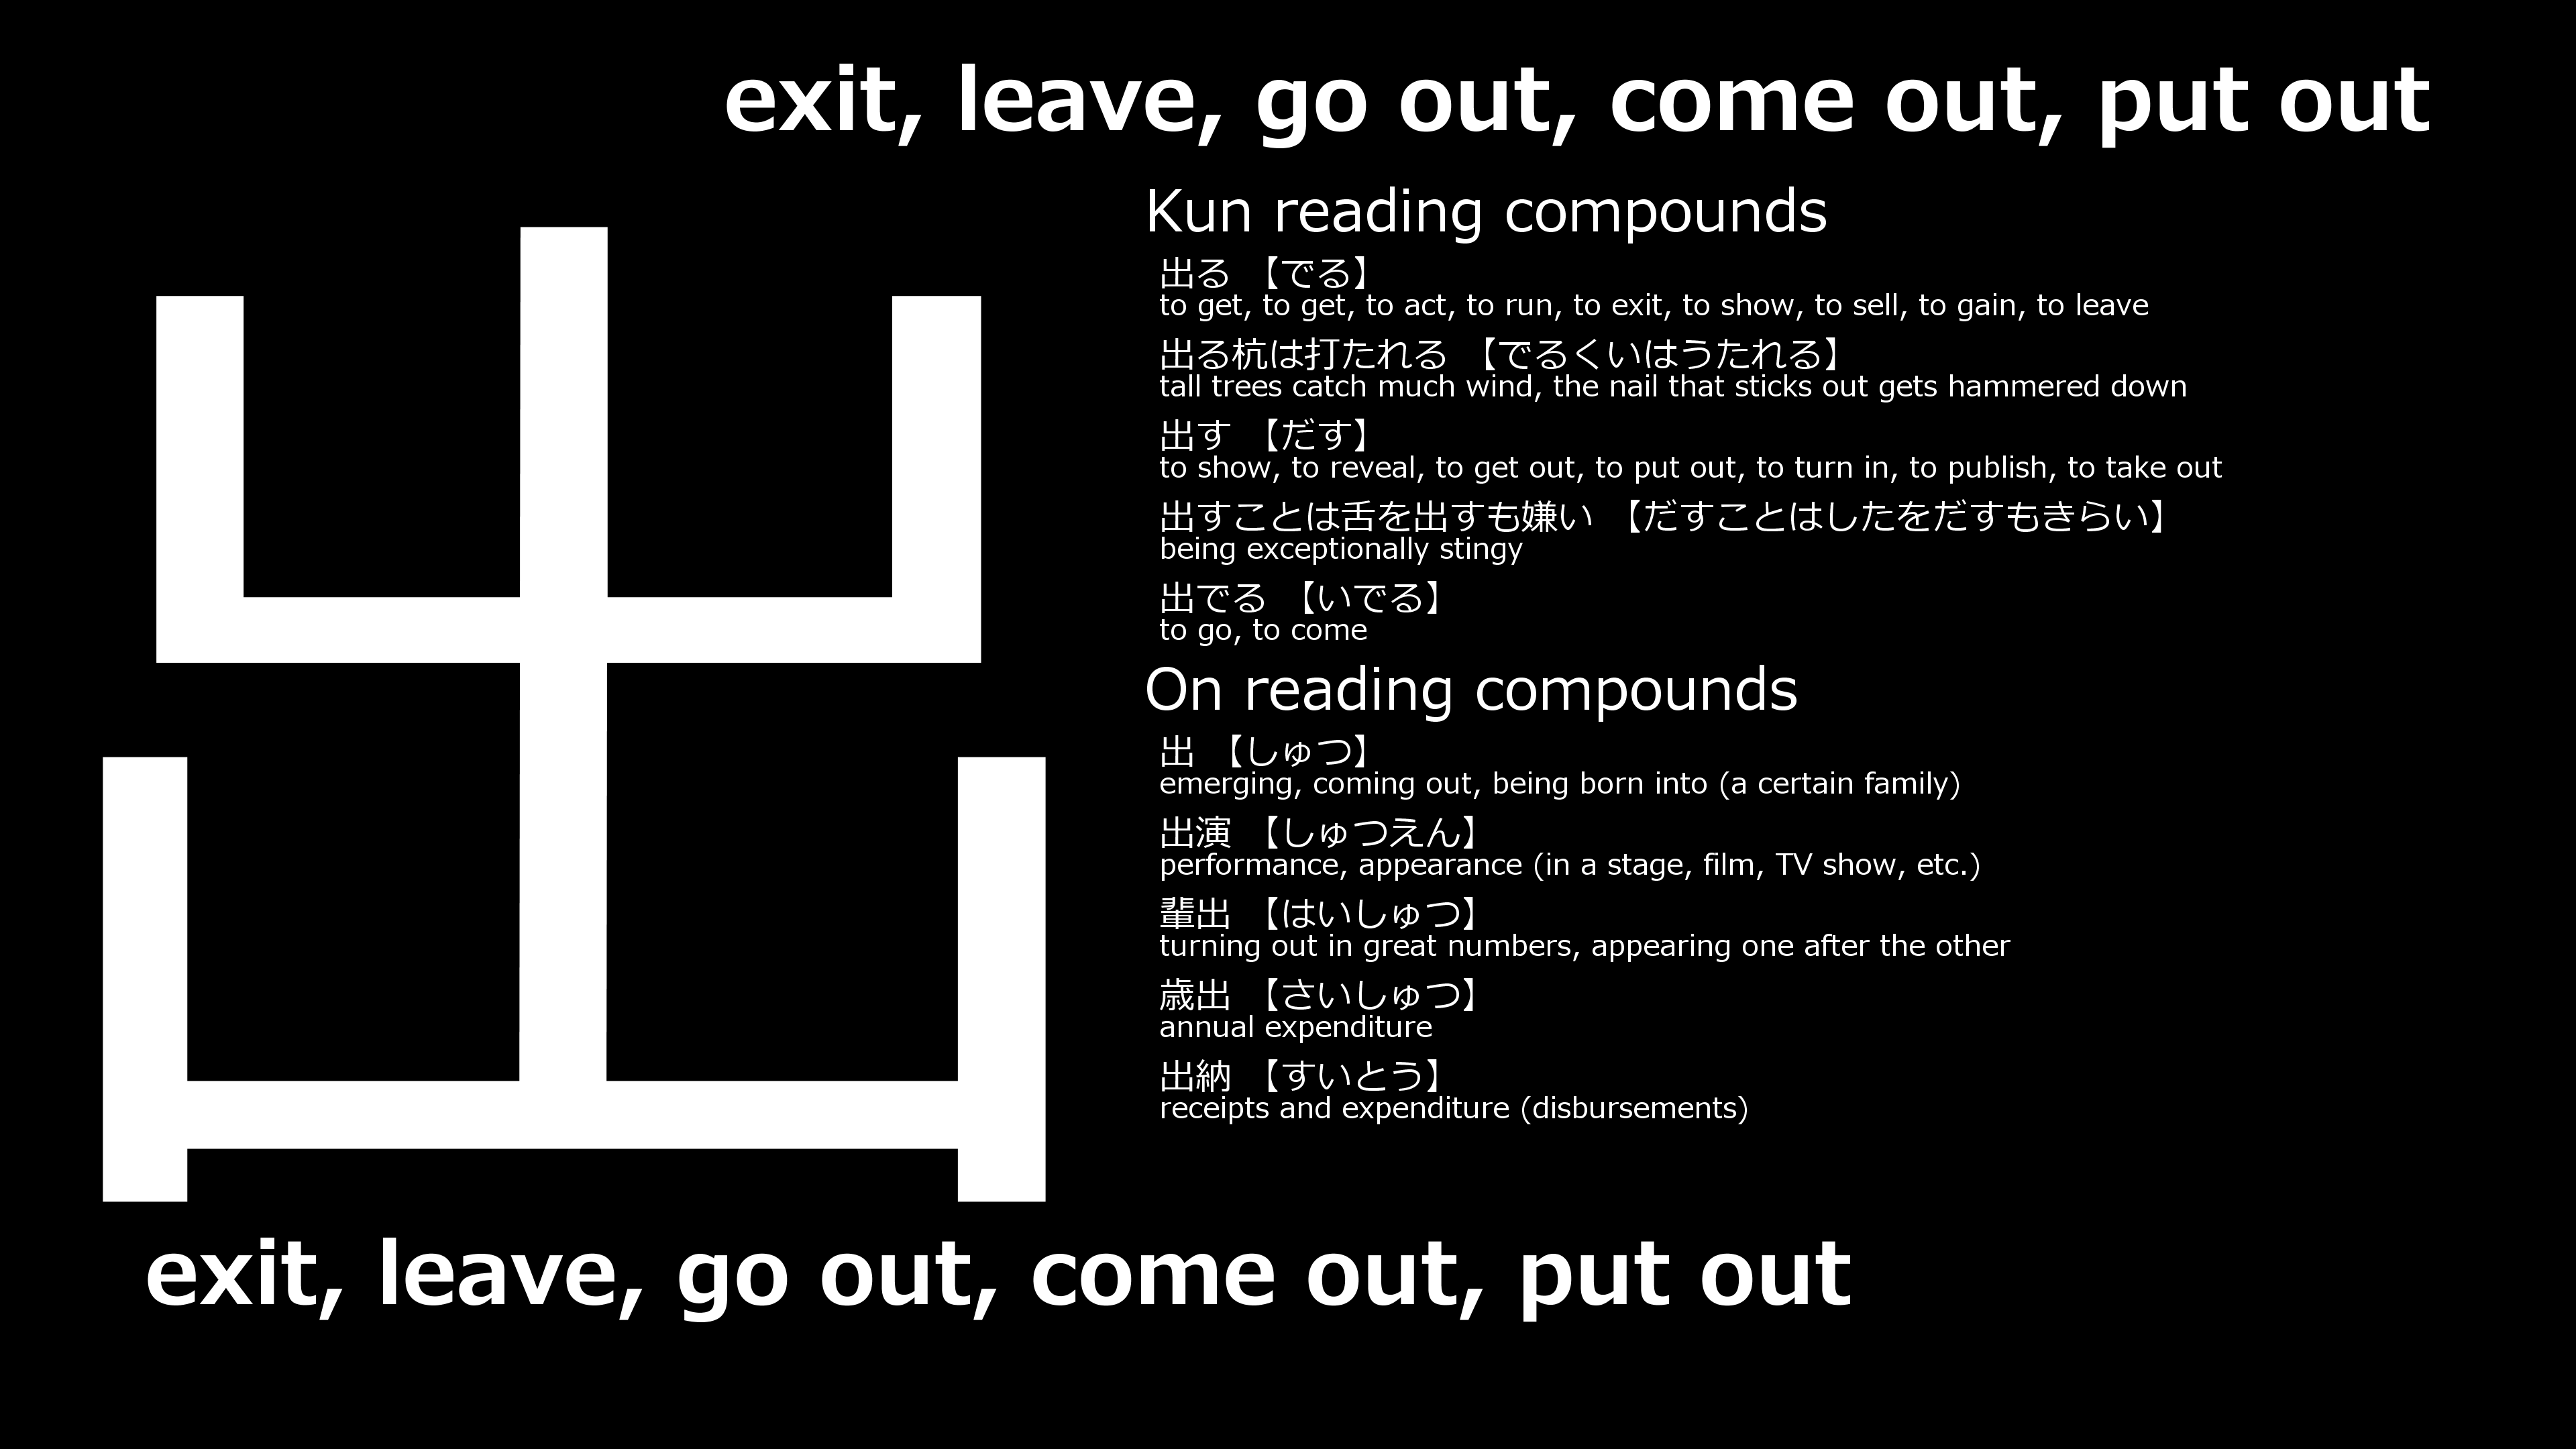 exit, leave, go out, come out, put out
出
Kun reading compounds
出る 【でる】
to get, to get, to act, to run, to exit, to show, to sell, to gain, to leave
出る杭は打たれる 【でるくいはうたれる】
tall trees catch much wind, the nail that sticks out gets hammered down
出す 【だす】
to show, to reveal, to get out, to put out, to turn in, to publish, to take out
出すことは舌を出すも嫌い 【だすことはしたをだすもきらい】
being exceptionally stingy
出でる 【いでる】
to go, to come
On reading compounds
出 【しゅつ】
emerging, coming out, being born into (a certain family)
出演 【しゅつえん】
performance, appearance (in a stage, film, TV show, etc.)
輩出 【はいしゅつ】
turning out in great numbers, appearing one after the other
歳出 【さいしゅつ】
annual expenditure
出納 【すいとう】
receipts and expenditure (disbursements)
exit, leave, go out, come out, put out